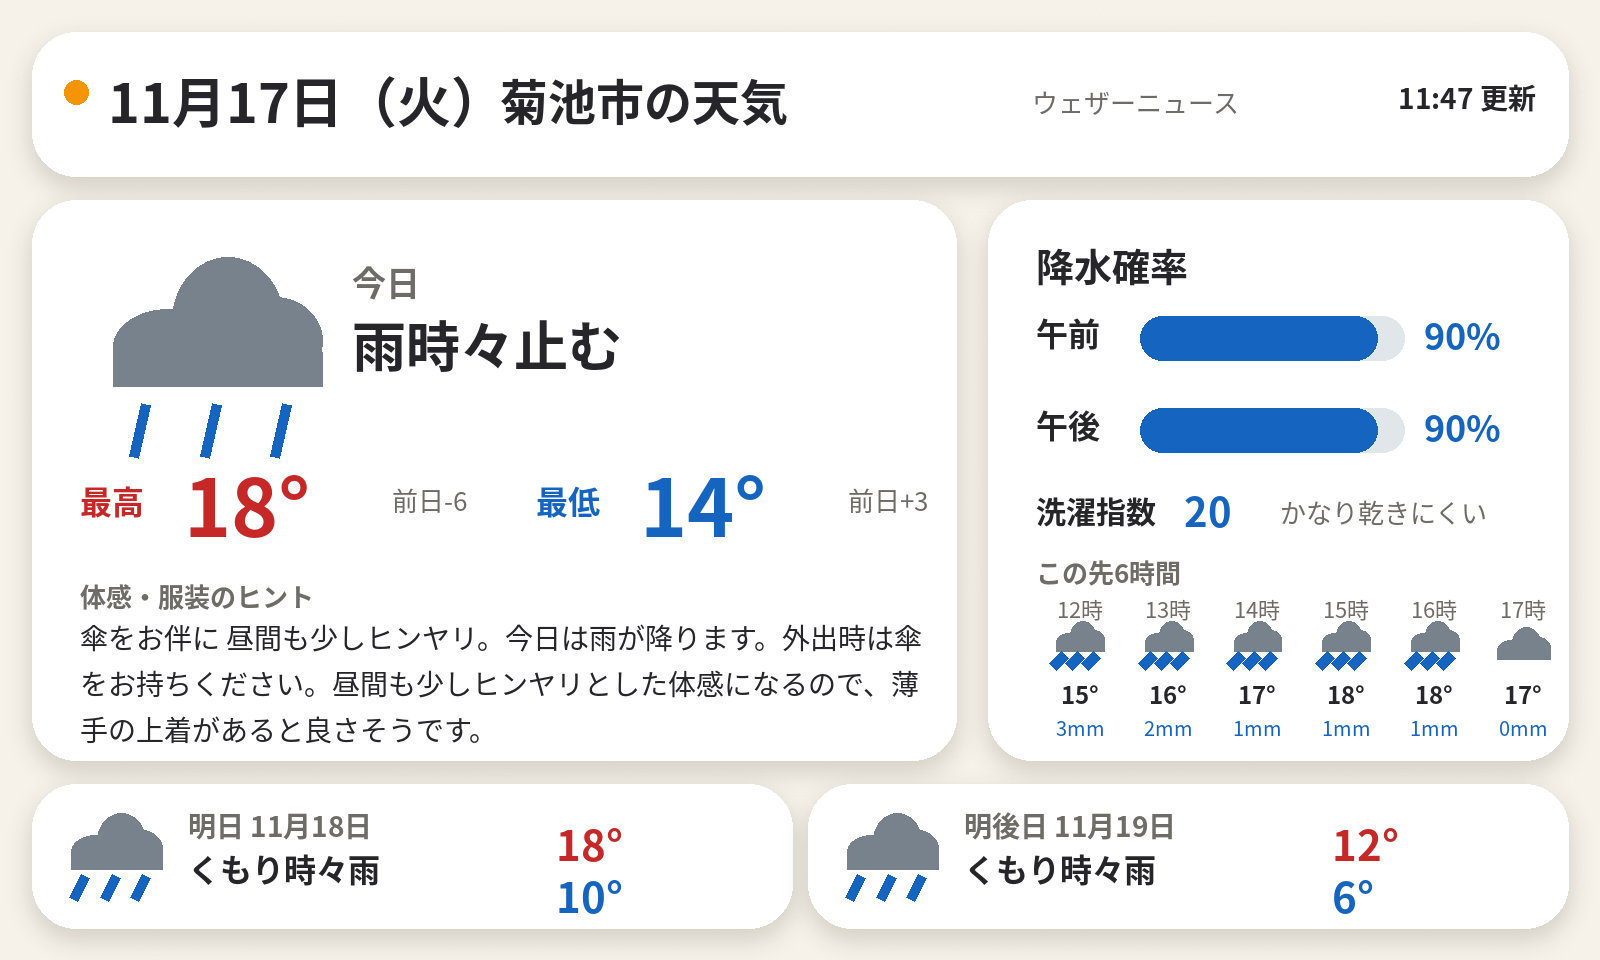 11月17日（火）菊池市の天気
ウェザーニュース
11:47 更新
今日
雨時々止む
最高 18° 前日-6 最低 14° 前日+3
体感・服装のヒント
傘をお伴に 昼間も少しヒンヤリ。今日は雨が降ります。外出時は傘
をお持ちください。昼間も少しヒンヤリとした体感になるので、薄
手の上着があると良さそうです。
降水確率
午前 90%
午後 90%
洗濯指数 20 かなり乾きにくい
この先6時間
12時 13時 14時 15時 16時 17時
15° 16° 17° 18° 18° 17°
3mm 2mm 1mm 1mm 1mm 0mm
明日 11月18日
くもり時々雨
18°
10°
明後日 11月19日
くもり時々雨
12°
6°